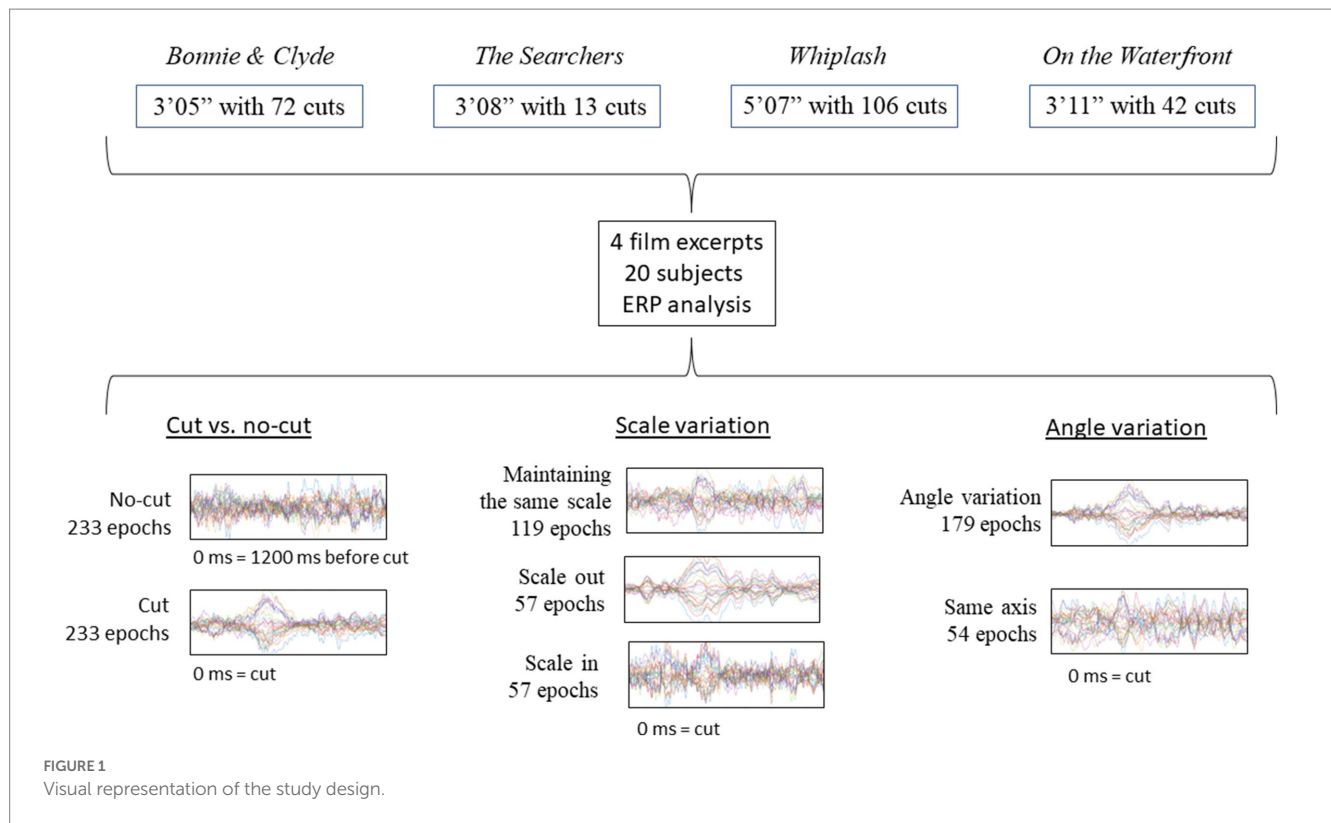 Bonnie & Clyde
3’05” with 72 cuts
The Searchers
3’08” with 13 cuts
Whiplash
5’07” with 106 cuts
On the Waterfront
3’11” with 42 cuts
4 film excerpts
20 subjects
ERP analysis
Cut vs. no-cut
No-cut
233 epochs
0 ms = 1200 ms before cut
Cut
233 epochs
0 ms = cut
Scale variation
Maintaining
the same scale
119 epochs
Scale out
57 epochs
Scale in
57 epochs
0 ms = cut
Angle variation
Angle variation
179 epochs
Same axis
54 epochs
0 ms = cut
FIGURE 1
Visual representation of the study design.